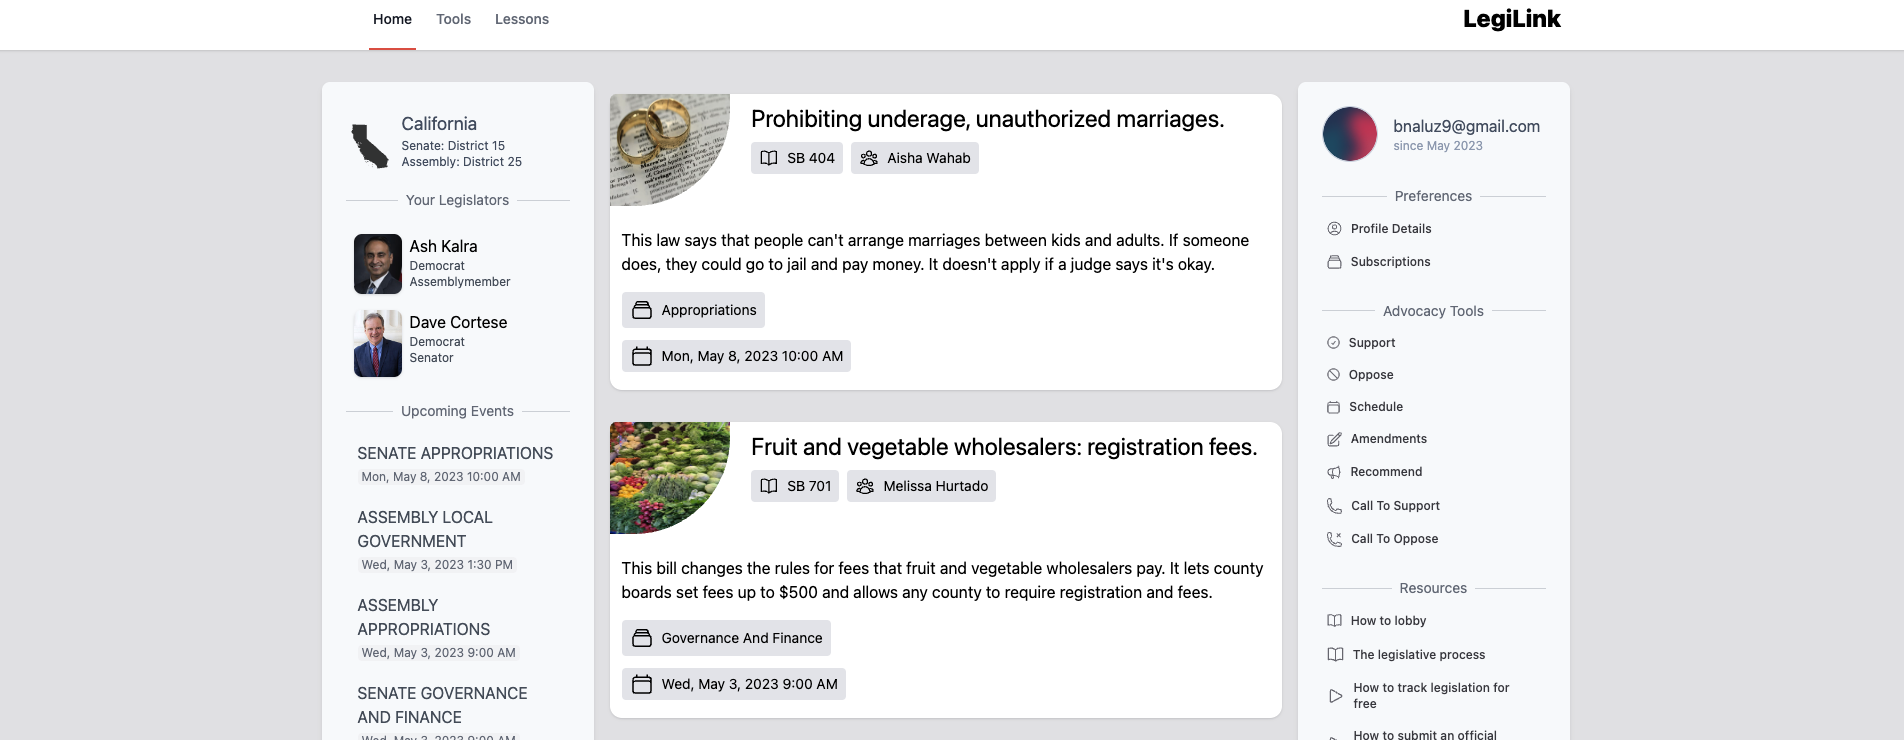 Home
Tools
Lessons
LegiLink
California
Senate: District 15
Assembly: District 25
Your Legislators
Ash Kalra
Democrat
Assemblymember
Dave Cortese
Democrat
Senator
Upcoming Events
SENATE APPROPRIATIONS
Mon, May 8, 2023 10:00 AM
ASSEMBLY LOCAL
GOVERNMENT
Wed, May 3, 2023 1:30 PM
ASSEMBLY
APPROPRIATIONS
Wed, May 3, 2023 9:00 AM
SENATE GOVERNANCE
AND FINANCE
Wed, May 3, 2023 9:00 AM
Prohibiting underage, unauthorized marriages.
SB 404
Aisha Wahab
This law says that people can't arrange marriages between kids and adults. If someone
does, they could go to jail and pay money. It doesn't apply if a judge says it's okay.
Appropriations
Mon, May 8, 2023 10:00 AM
Fruit and vegetable wholesalers: registration fees.
SB 701
Melissa Hurtado
This bill changes the rules for fees that fruit and vegetable wholesalers pay. It lets county
boards set fees up to $500 and allows any county to require registration and fees.
Governance And Finance
Wed, May 3, 2023 9:00 AM
bnaluz9@gmail.com
since May 2023
Preferences
Profile Details
Subscriptions
Advocacy Tools
Support
Oppose
Schedule
Amendments
Recommend
Call To Support
Call To Oppose
Resources
How to lobby
The legislative process
How to track legislation for
free
How to submit an official